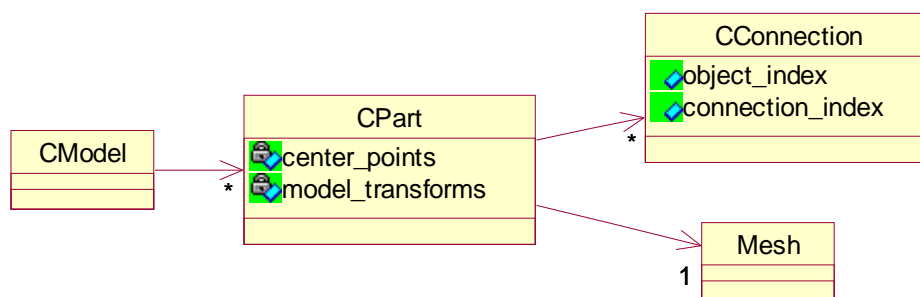 CModel
*
CPart
center_points
model_transforms
CConnection
object_index
connection_index
*
Mesh
1